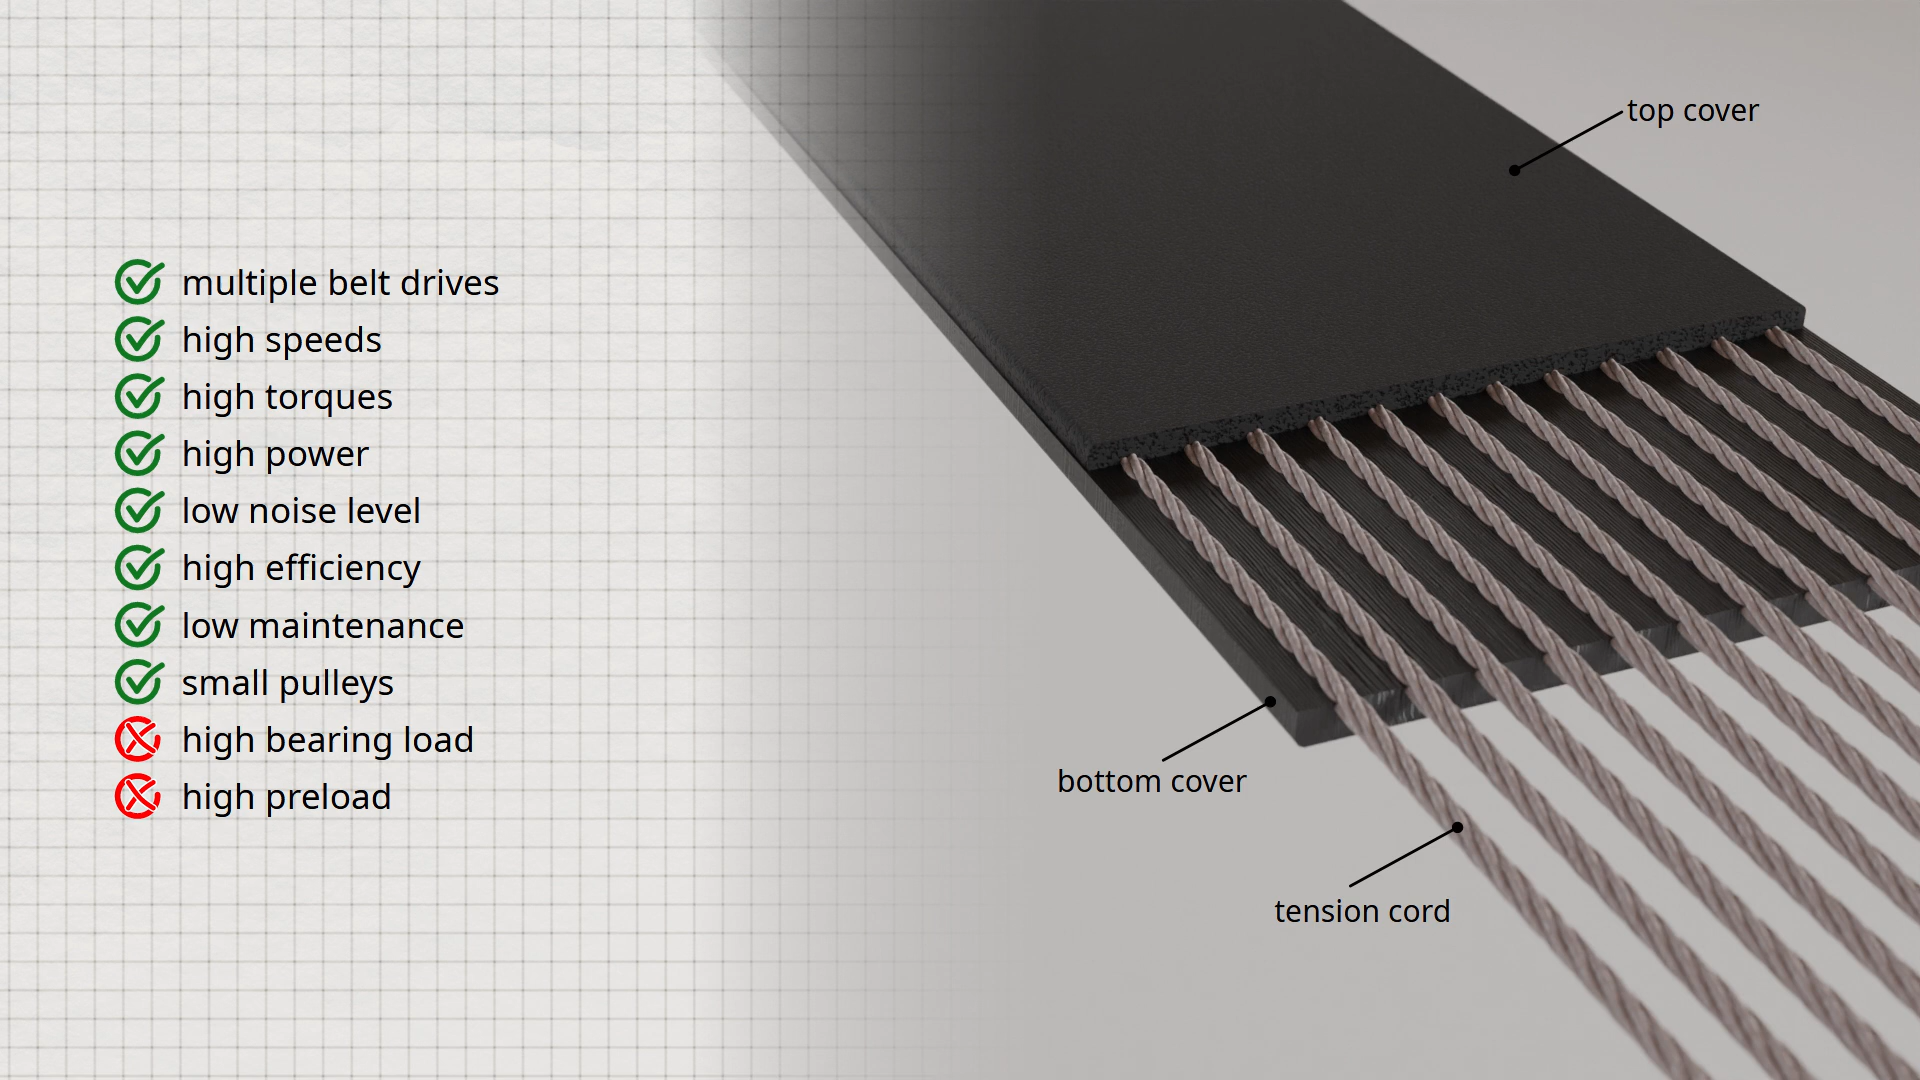 multiple belt drives
high speeds
high torques
high power
low noise level
high efficiency
low maintenance
small pulleys
high bearing load
high preload
top cover
bottom cover
tension cord